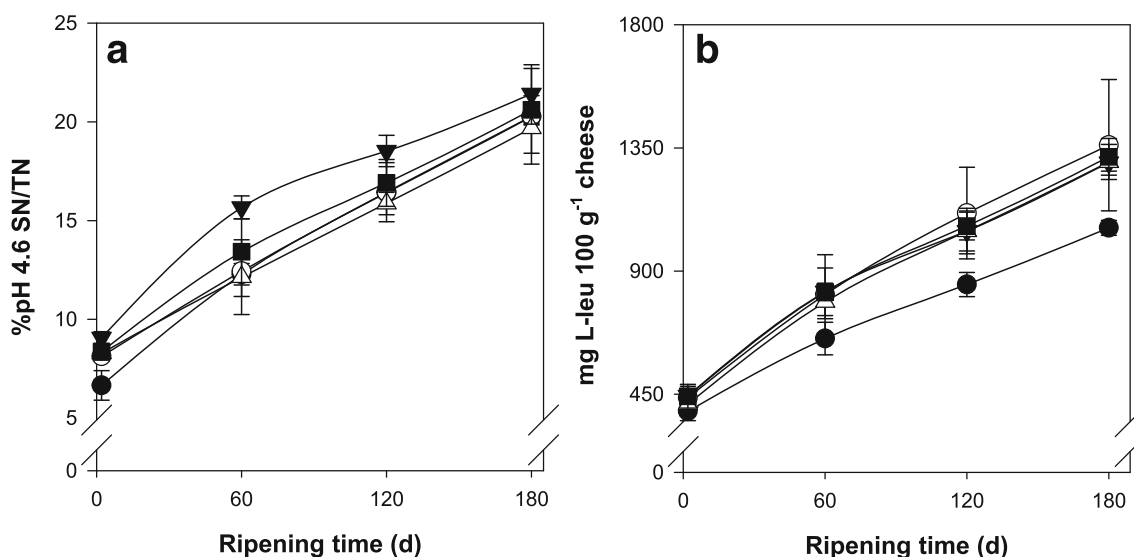 a
25
20
15
10
5
0
%pH 4.6 SN/TN
0 60 120 180
Ripening time (d)
b
1800
1350
900
450
0
mg L-leu 100 g⁻¹ cheese
0 60 120 180
Ripening time (d)